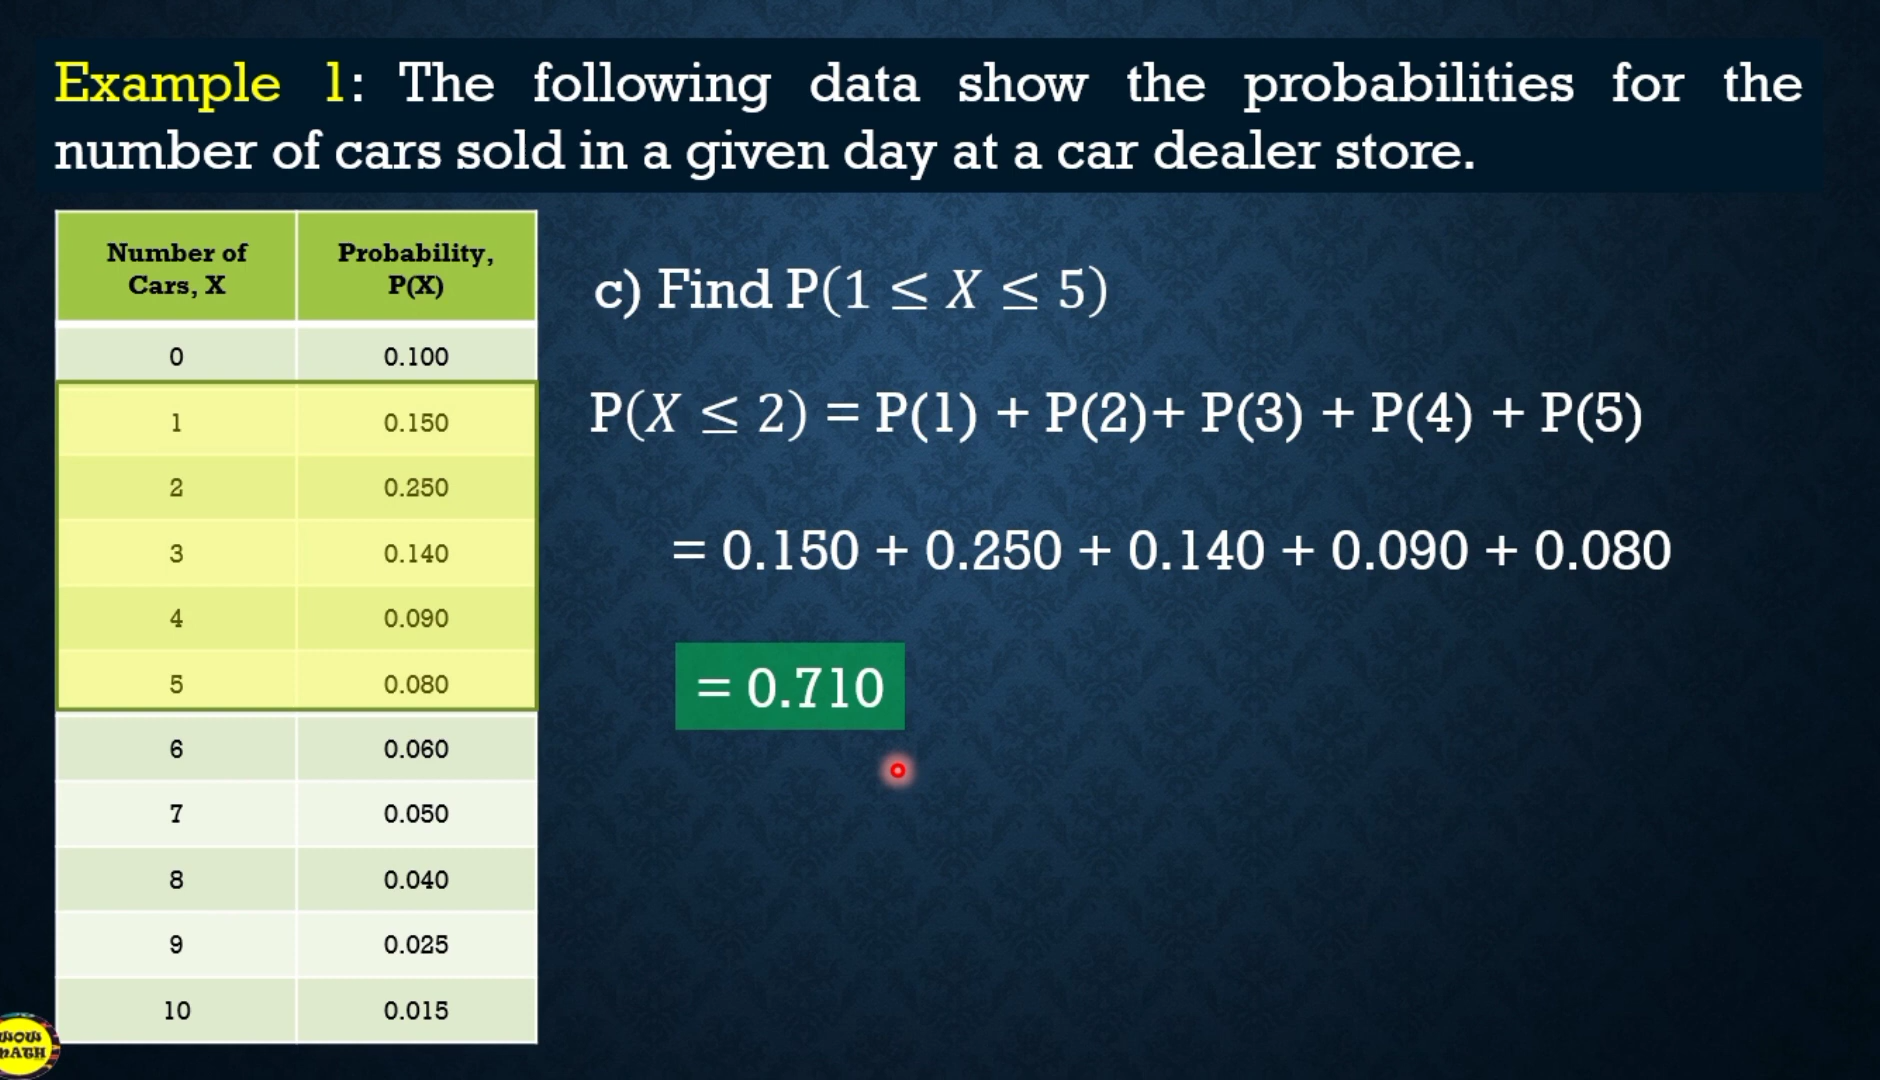 Example 1: The following data show the probabilities for the
number of cars sold in a given day at a car dealer store.
Number of Cars, X Probability, P(X)
0 0.100
1 0.150
2 0.250
3 0.140
4 0.090
5 0.080
6 0.060
7 0.050
8 0.040
9 0.025
10 0.015
c) Find P(1 ≤ X ≤ 5)
P(X ≤ 2) = P(1) + P(2)+ P(3) + P(4) + P(5)
= 0.150 + 0.250 + 0.140 + 0.090 + 0.080
= 0.710
WOW
MATH